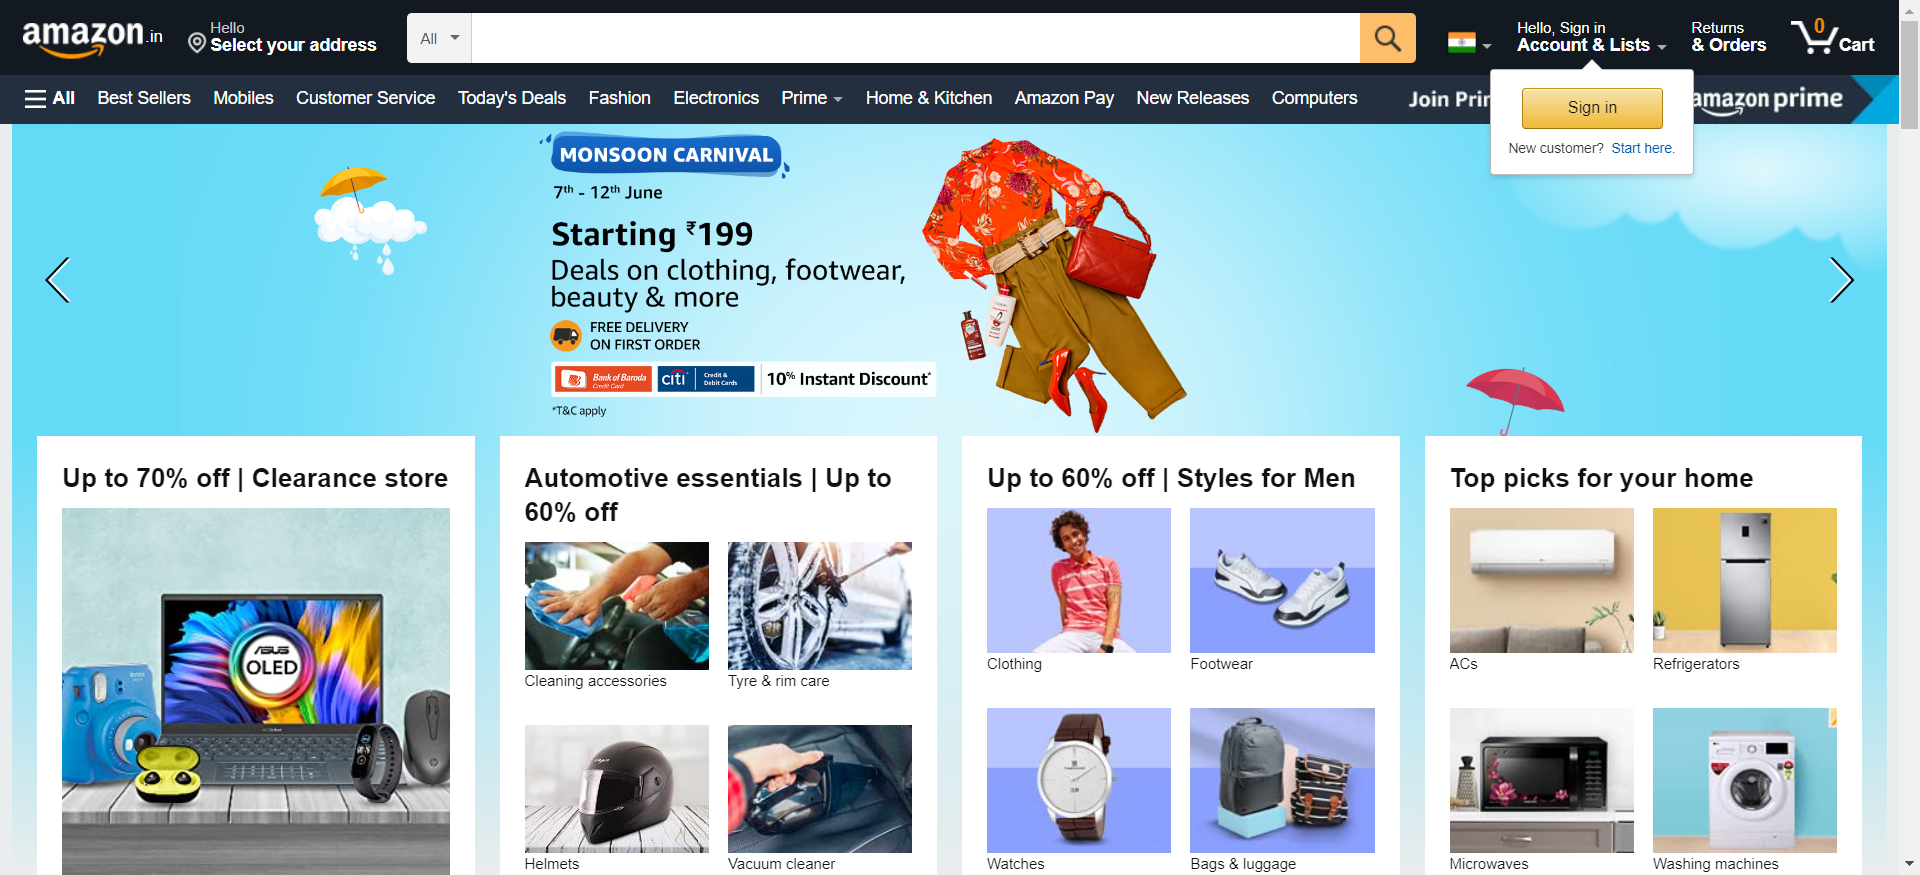 amazon.in
Hello
Select your address
All
Hello, Sign in
Account & Lists
Returns
& Orders
0
Cart
All
Best Sellers
Mobiles
Customer Service
Today's Deals
Fashion
Electronics
Prime
Home & Kitchen
Amazon Pay
New Releases
Computers
Join Pri
amazon prime
Sign in
New customer? Start here.
MONSOON CARNIVAL
7th - 12th June
Starting ₹199
Deals on clothing, footwear,
beauty & more
FREE DELIVERY
ON FIRST ORDER
Bank of Baroda
Credit Card
citi
Credit &
Debit Cards
10% Instant Discount*
*T&C apply
Up to 70% off | Clearance store
ASUS
OLED
Automotive essentials | Up to
60% off
Cleaning accessories
Tyre & rim care
Helmets
Vacuum cleaner
Up to 60% off | Styles for Men
Clothing
Footwear
Watches
Bags & luggage
Top picks for your home
ACs
Refrigerators
Microwaves
Washing machines